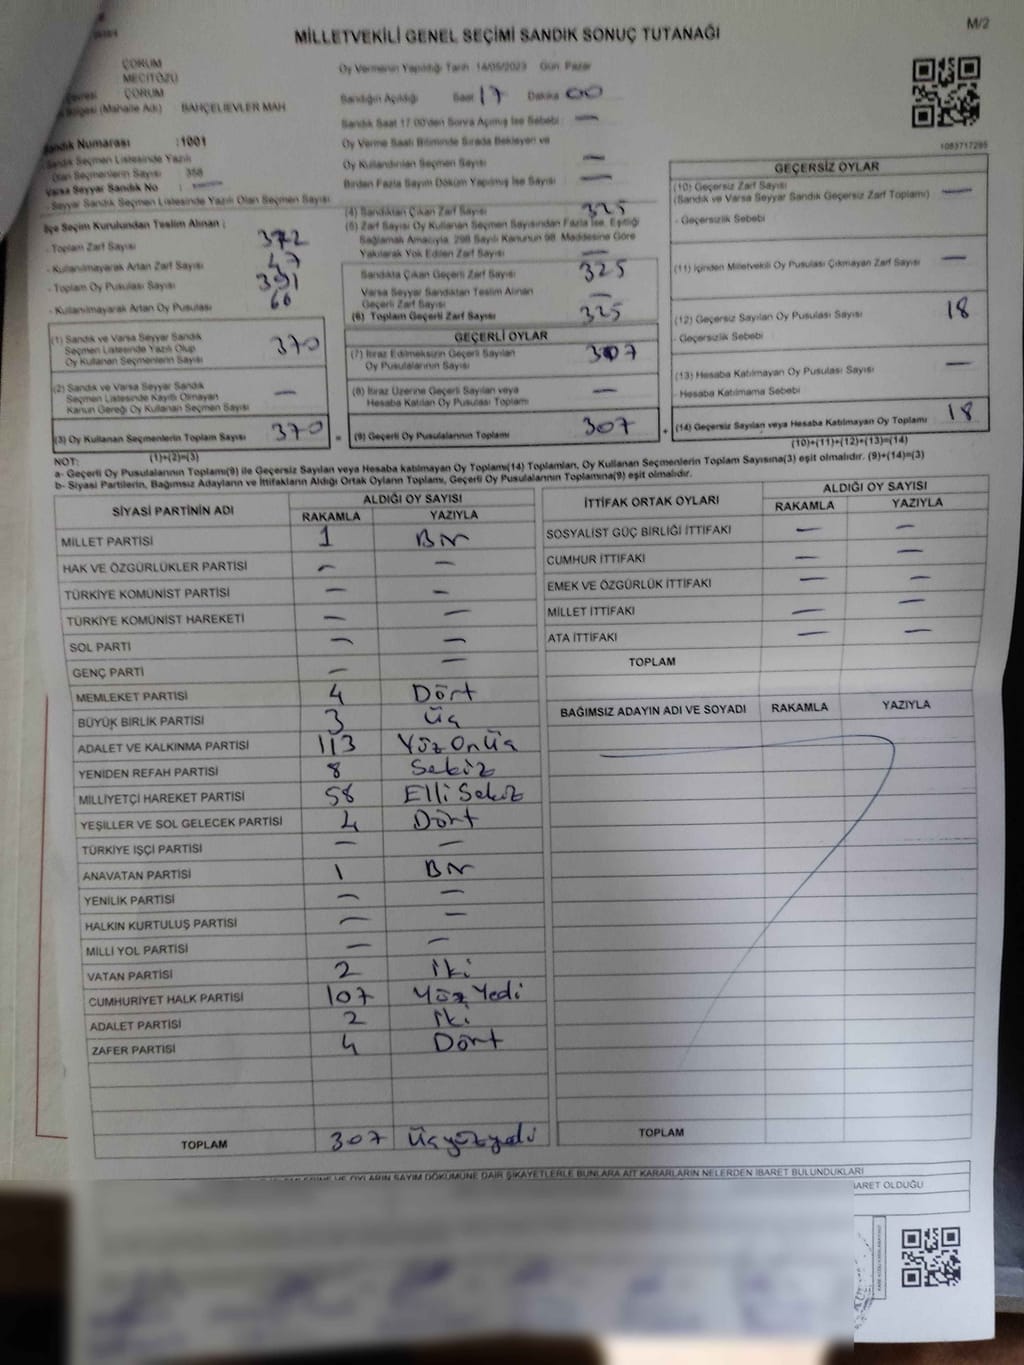 M/2
MİLLETVEKİLİ GENEL SEÇİMİ SANDIK SONUÇ TUTANAĞI
ÇORUM
MECİTÖZÜ
ÇORUM
(Mahalle Adı) BAHÇELİEVLER MAH
Sandık Numarası :1001
Sandık Seçmen Listesinde Yazılı
Olan Seçmenlerin Sayısı 358
Varsa Seyyar Sandık No : —
- Seyyar Sandık Seçmen Listesinde Yazılı Olan Seçmen Sayısı
İlçe Seçim Kurulundan Teslim Alınan ;
- Toplam Zarf Sayısı 372
- Kullanılmayarak Artan Zarf Sayısı 47
- Toplam Oy Pusulası Sayısı 391
- Kullanılmayarak Artan Oy Pusulası 66
Oy Vermenin Yapıldığı Tarih 14/05/2023 Gün Pazar
Sandığın Açıldığı Saat 17 Dakika 00
Sandık Saat 17.00'den Sonra Açılmış İse Sebebi : —
Oy Verme Saati Bitiminde Sırada Bekleyen ve
Oy Kullandırılan Seçmen Sayısı —
Birden Fazla Sayım Döküm Yapılmış İse Sayısı —
(4) Sandıktan Çıkan Zarf Sayısı 325
(5) Zarf Sayısı Oy Kullanan Seçmen Sayısından Fazla İse, Eşitliği
Sağlamak Amacıyla, 298 Sayılı Kanunun 98. Maddesine Göre
Yakılarak Yok Edilen Zarf Sayısı —
Sandıkta Çıkan Geçerli Zarf Sayısı 325
Varsa Seyyar Sandıktan Teslim Alınan
Geçerli Zarf Sayısı —
(6) Toplam Geçerli Zarf Sayısı 325
1083717295
GEÇERSİZ OYLAR
(10) Geçersiz Zarf Sayısı
(Sandık ve Varsa Seyyar Sandık Geçersiz Zarf Toplamı) —
- Geçersizlik Sebebi
(11) İçinden Milletvekili Oy Pusulası Çıkmayan Zarf Sayısı —
(12) Geçersiz Sayılan Oy Pusulası Sayısı 18
- Geçersizlik Sebebi
(13) Hesaba Katılmayan Oy Pusulası Sayısı —
- Hesaba Katılmama Sebebi
(14) Geçersiz Sayılan veya Hesaba Katılmayan Oy Toplamı 18
(10)+(11)+(12)+(13)=(14)
(1) Sandık ve Varsa Seyyar Sandık
Seçmen Listesinde Yazılı Olup
Oy Kullanan Seçmenlerin Sayısı 370
(2) Sandık ve Varsa Seyyar Sandık
Seçmen Listesinde Kayıtlı Olmayan
Kanun Gereği Oy Kullanan Seçmen Sayısı —
(3) Oy Kullanan Seçmenlerin Toplam Sayısı 370 =
(1)+(2)=(3)
GEÇERLİ OYLAR
(7) İtiraz Edilmeksizin Geçerli Sayılan
Oy Pusulalarının Sayısı 307
(8) İtiraz Üzerine Geçerli Sayılan veya
Hesaba Katılan Oy Pusulası Toplamı —
(9) Geçerli Oy Pusulalarının Toplamı 307 +
NOT:
a- Geçerli Oy Pusulalarının Toplamı(9) ile Geçersiz Sayılan veya Hesaba katılmayan Oy Toplamı(14) Toplamları, Oy Kullanan Seçmenlerin Toplam Sayısına(3) eşit olmalıdır. (9)+(14)=(3)
b- Siyasi Partilerin, Bağımsız Adayların ve İttifakların Aldığı Ortak Oyların Toplamı, Geçerli Oy Pusulalarının Toplamına(9) eşit olmalıdır.
SİYASİ PARTİNİN ADI ALDIĞI OY SAYISI
RAKAMLA YAZIYLA
MİLLET PARTİSİ 1 Bir
HAK VE ÖZGÜRLÜKLER PARTİSİ — —
TÜRKİYE KOMÜNİST PARTİSİ — —
TÜRKİYE KOMÜNİST HAREKETİ — —
SOL PARTİ — —
GENÇ PARTİ — —
MEMLEKET PARTİSİ 4 Dört
BÜYÜK BİRLİK PARTİSİ 3 Üç
ADALET VE KALKINMA PARTİSİ 113 Yüz Onüç
YENİDEN REFAH PARTİSİ 8 Sekiz
MİLLİYETÇİ HAREKET PARTİSİ 58 Elli Sekiz
YEŞİLLER VE SOL GELECEK PARTİSİ 4 Dört
TÜRKİYE İŞÇİ PARTİSİ — —
ANAVATAN PARTİSİ 1 Bir
YENİLİK PARTİSİ — —
HALKIN KURTULUŞ PARTİSİ — —
MİLLİ YOL PARTİSİ — —
VATAN PARTİSİ 2 İki
CUMHURİYET HALK PARTİSİ 107 Yüz Yedi
ADALET PARTİSİ 2 İki
ZAFER PARTİSİ 4 Dört
TOPLAM 307 Üçyüzyedi
İTTİFAK ORTAK OYLARI ALDIĞI OY SAYISI
RAKAMLA YAZIYLA
SOSYALİST GÜÇ BİRLİĞİ İTTİFAKI — —
CUMHUR İTTİFAKI — —
EMEK VE ÖZGÜRLÜK İTTİFAKI — —
MİLLET İTTİFAKI — —
ATA İTTİFAKI — —
TOPLAM
BAĞIMSIZ ADAYIN ADI VE SOYADI RAKAMLA YAZIYLA
TOPLAM
VE OYLARIN SAYIM DÖKÜMÜNE DAİR ŞİKAYETLERLE BUNLARA AİT KARARLARIN NELERDEN İBARET BULUNDUKLARI
İBARET OLDUĞU